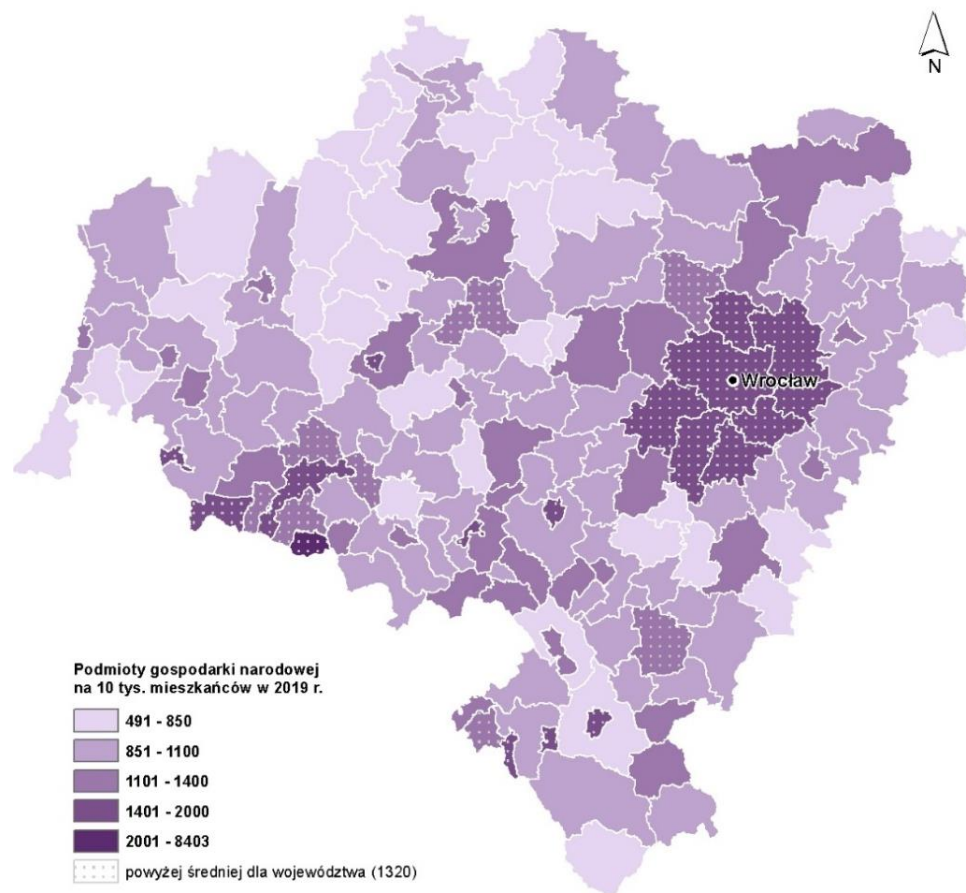 N
Wrocław
Podmioty gospodarki narodowej
na 10 tys. mieszkańców w 2019 r.
491 - 850
851 - 1100
1101 - 1400
1401 - 2000
2001 - 8403
powyżej średniej dla województwa (1320)